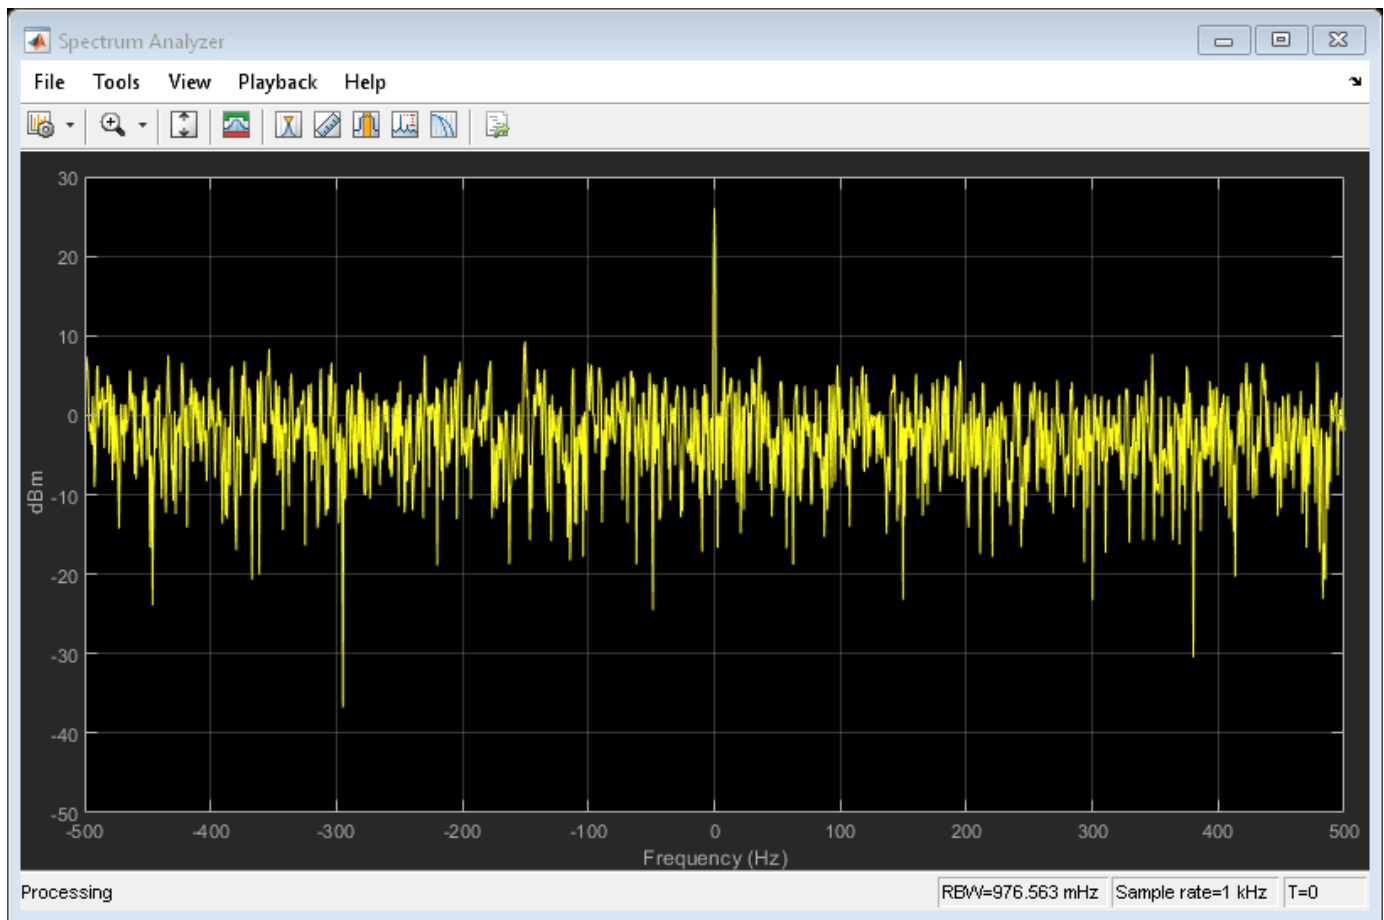 Spectrum Analyzer
File Tools View Playback Help
30
20
10
0
-10
-20
-30
-40
-50
dBm
-500 -400 -300 -200 -100 0 100 200 300 400 500
Frequency (Hz)
Processing RBW=976.563 mHz Sample rate=1 kHz T=0